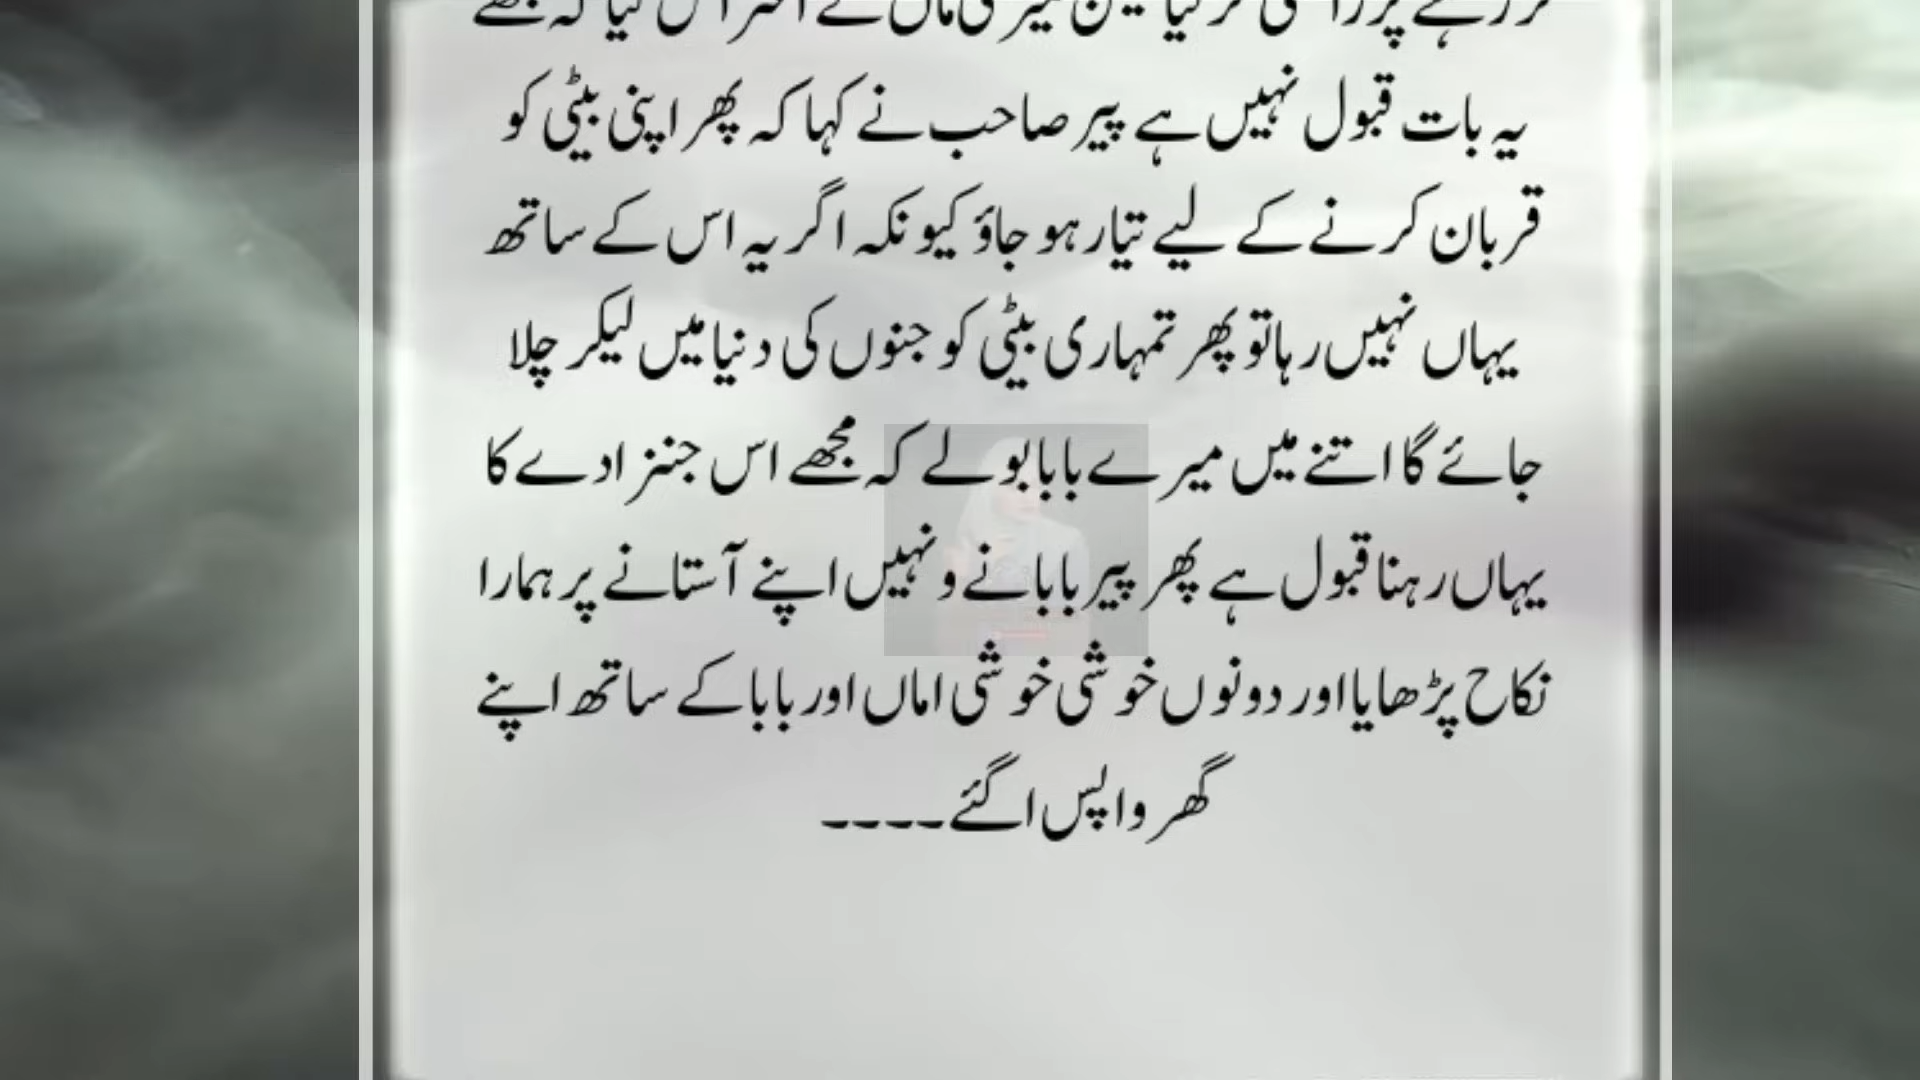 یہ بات قبول نہیں ہے پیر صاحب نے کہا کہ پھر اپنی بیٹی کو
قربان کرنے کے لیے تیار ہو جاؤ کیونکہ اگر یہ اس کے ساتھ
یہاں نہیں رہا تو پھر تمہاری بیٹی کو جنوں کی دنیا میں لیکر چلا
جائے گا اتنے میں میرے بابا بولے کہ مجھے اس جنزادے کا
یہاں رہنا قبول ہے پھر پیر بابا نے ونہیں اپنے آستانے پر ہمارا
نکاح پڑھایا اور دونوں خوشی خوشی اماں اور بابا کے ساتھ اپنے
گھر واپس اگئے ۔۔۔۔